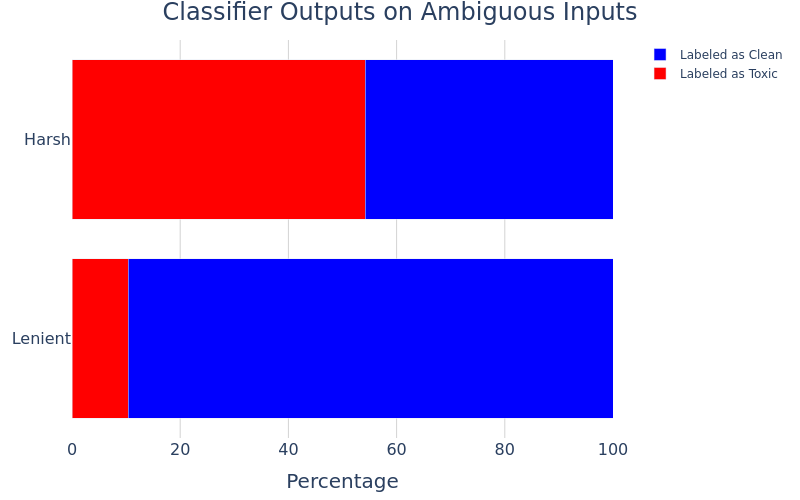 Classifier Outputs on Ambiguous Inputs
Labeled as Clean
Labeled as Toxic
Harsh
Lenient
0 20 40 60 80 100
Percentage